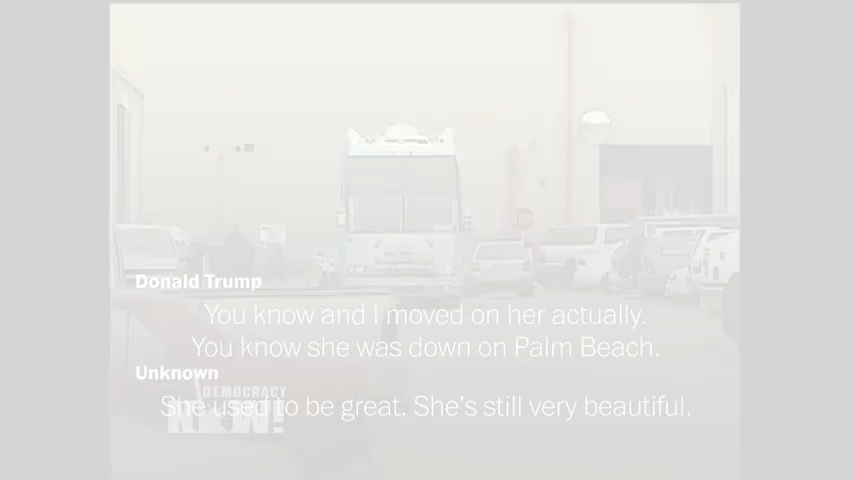 Donald Trump
You know and I moved on her actually.
You know she was down on Palm Beach.
Unknown
She used to be great. She's still very beautiful.
DEMOCRACY
NOW!